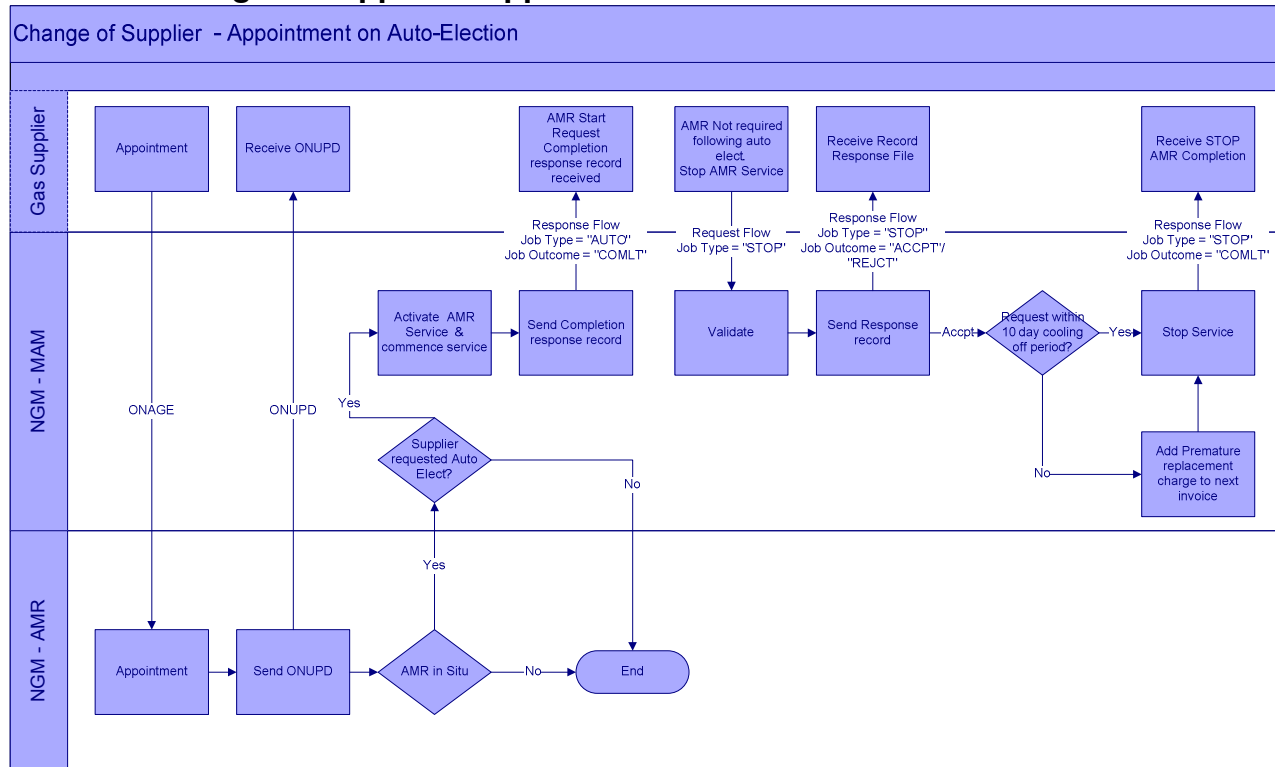 Change of Supplier - Appointment on Auto-Election
Gas Supplier
Appointment
Receive ONUPD
AMR Start
Request
Completion
response record
received
AMR Not required
following auto
elect.
Stop AMR Service
Receive Record
Response File
Receive STOP
AMR Completion
Response Flow
Job Type = "AUTO"
Job Outcome = "COMLT"
Request Flow
Job Type = "STOP"
Response Flow
Job Type = "STOP"
Job Outcome = "ACCPT"/
"REJCT"
Response Flow
Job Type = "STOP"
Job Outcome = "COMLT"
NGM - MAM
Activate AMR
Service &
commence service
Send Completion
response record
Validate
Send Response
record
Accpt
Request within
10 day cooling
off period?
Yes
Stop Service
ONAGE
ONUPD
Yes
Supplier
requested Auto
Elect?
No
No
Add Premature
replacement
charge to next
invoice
NGM - AMR
Yes
Appointment
Send ONUPD
AMR in Situ
No
End